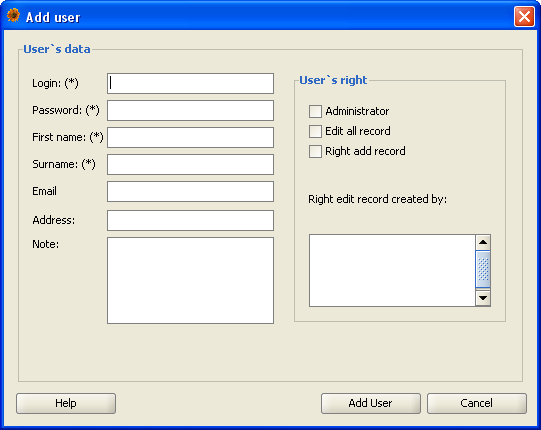 Add user
User`s data
Login: (*)
Password: (*)
First name: (*)
Surname: (*)
Email
Address:
Note:
User`s right
Administrator
Edit all record
Right add record
Right edit record created by:
Help
Add User
Cancel